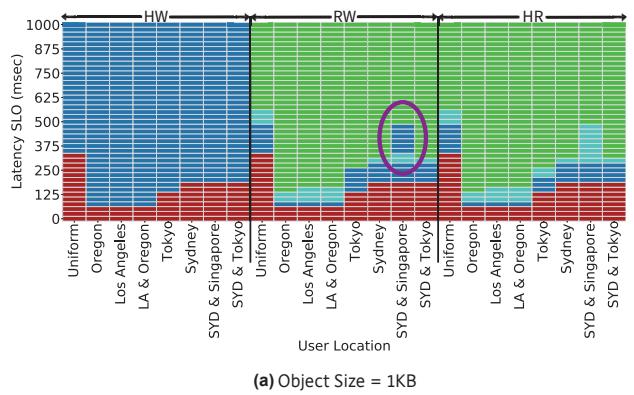 HW RW HR
Latency SLO (msec)
1000
875
750
625
500
375
250
125
0
Uniform
Oregon
Los Angeles
LA & Oregon
Tokyo
Sydney
SYD & Singapore
SYD & Tokyo
Uniform
Oregon
Los Angeles
LA & Oregon
Tokyo
Sydney
SYD & Singapore
SYD & Tokyo
Uniform
Oregon
Los Angeles
LA & Oregon
Tokyo
Sydney
SYD & Singapore
SYD & Tokyo
User Location
(a) Object Size = 1KB